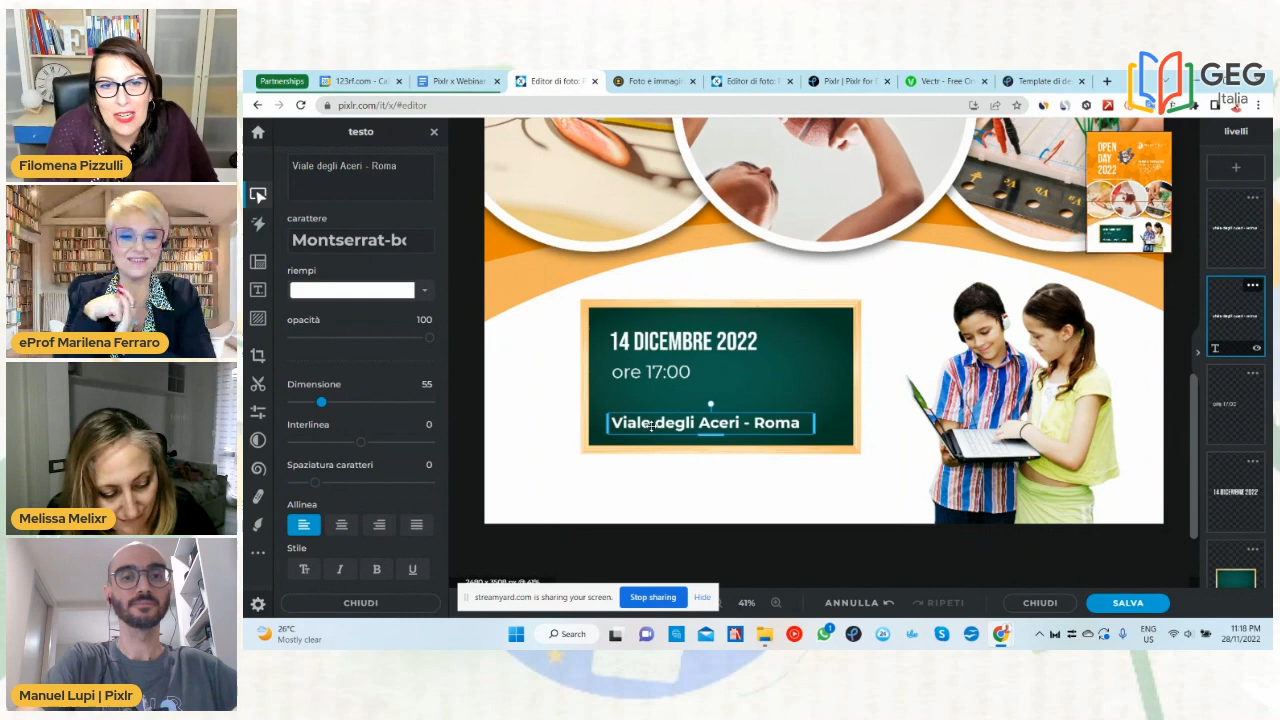 Filomena Pizzulli
eProf Marilena Ferraro
Melissa Melixr
Manuel Lupi | Pixlr
GEG
Italia
Partnerships
123rf.com - Ca
Pixlr x Webinar
Editor di foto:
Foto e immagi
Editor di foto:
Pixlr | Pixlr for E
Vectr - Free On
Template di de
pixlr.com/it/x/#editor
testo
Viale degli Aceri - Roma
carattere
Montserrat-bo
riempi
opacità 100
Dimensione 55
Interlinea 0
Spaziatura caratteri 0
Allinea
Stile
CHIUDI
OPEN
DAY
2022
14 DICEMBRE 2022
ore 17:00
Viale degli Aceri - Roma
livelli
ore 17:00
14 DICEMBRE 2022
streamyard.com is sharing your screen.
Stop sharing
Hide
41%
ANNULLA
RIPETI
CHIUDI
SALVA
26°C
Mostly clear
Search
ENG
US
11:18 PM
28/11/2022